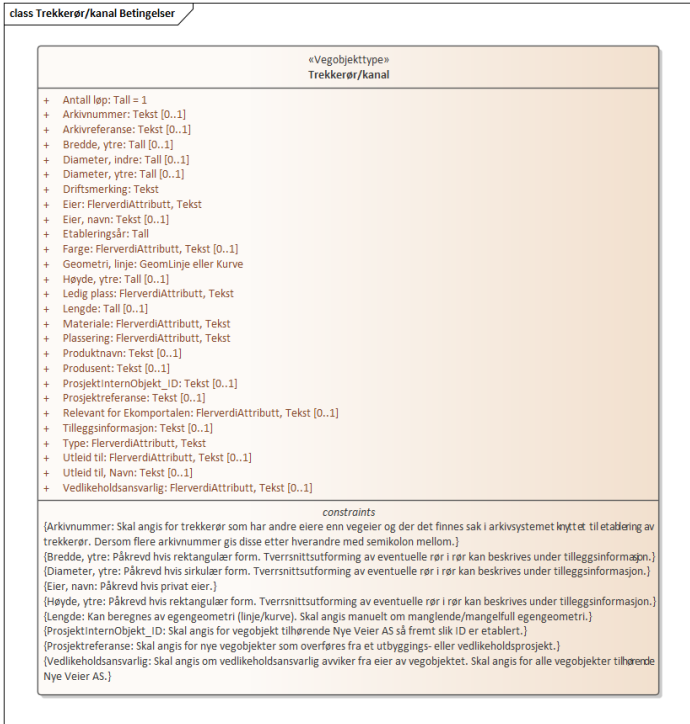 class Trekkerør/kanal Betingelser
«Vegobjekttype»
Trekkerør/kanal
+ Antall løp: Tall = 1
+ Arkivnummer: Tekst [0..1]
+ Arkivreferanse: Tekst [0..1]
+ Bredde, ytre: Tall [0..1]
+ Diameter, indre: Tall [0..1]
+ Diameter, ytre: Tall [0..1]
+ Driftsmerking: Tekst
+ Eier: FlerverdiAttributt, Tekst
+ Eier, navn: Tekst [0..1]
+ Etableringsår: Tall
+ Farge: FlerverdiAttributt, Tekst [0..1]
+ Geometri, linje: GeomLinje eller Kurve
+ Høyde, ytre: Tall [0..1]
+ Ledig plass: FlerverdiAttributt, Tekst
+ Lengde: Tall [0..1]
+ Materiale: FlerverdiAttributt, Tekst
+ Plassering: FlerverdiAttributt, Tekst
+ Produktnavn: Tekst [0..1]
+ Produsent: Tekst [0..1]
+ ProsjektInternObjekt_ID: Tekst [0..1]
+ Prosjektreferanse: Tekst [0..1]
+ Relevant for Ekomportalen: FlerverdiAttributt, Tekst [0..1]
+ Tilleggsinformasjon: Tekst [0..1]
+ Type: FlerverdiAttributt, Tekst
+ Utleid til: FlerverdiAttributt, Tekst [0..1]
+ Utleid til, Navn: Tekst [0..1]
+ Vedlikeholdsansvarlig: FlerverdiAttributt, Tekst [0..1]
constraints
{Arkivnummer: Skal angis for trekkerør som har andre eiere enn vegeier og der det finnes sak i arkivsystemet knyttet til etablering av
trekkerør. Dersom flere arkivnummer gis disse etter hverandre med semikolon mellom.}
{Bredde, ytre: Påkrevd hvis rektangulær form. Tverrsnittsutforming av eventuelle rør i rør kan beskrives under tilleggsinformasjon.}
{Diameter, ytre: Påkrevd hvis sirkulær form. Tverrsnittsutforming av eventuelle rør i rør kan beskrives under tilleggsinformasjon.}
{Eier, navn: Påkrevd hvis privat eier.}
{Høyde, ytre: Påkrevd hvis rektangulær form. Tverrsnittsutforming av eventuelle rør i rør kan beskrives under tilleggsinformasjon.}
{Lengde: Kan beregnes av egengeometri (linje/kurve). Skal angis manuelt om manglende/mangelfull egengeometri.}
{ProsjektInternObjekt_ID: Skal angis for vegobjekt tilhørende Nye Veier AS så fremt slik ID er etablert.}
{Prosjektreferanse: Skal angis for nye vegobjekter som overføres fra et utbyggings- eller vedlikeholdsprosjekt.}
{Vedlikeholdsansvarlig: Skal angis om vedlikeholdsansvarlig avviker fra eier av vegobjektet. Skal angis for alle vegobjekter tilhørende
Nye Veier AS.}